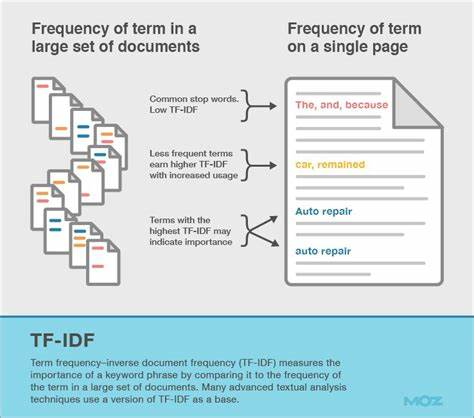 Frequency of term in a
large set of documents
Frequency of term
on a single page
Common stop words.
Low TF-IDF
The, and, because
Less frequent terms
earn higher TF-IDF
with increased usage
car, remained
Terms with the
highest TF-IDF may
indicate importance
Auto repair
auto repair
TF-IDF
Term frequency–inverse document frequency (TF-IDF) measures the
importance of a keyword phrase by comparing it to the frequency of
the term in a large set of documents. Many advanced textual analysis
techniques use a version of TF-IDF as a base.
MOZ